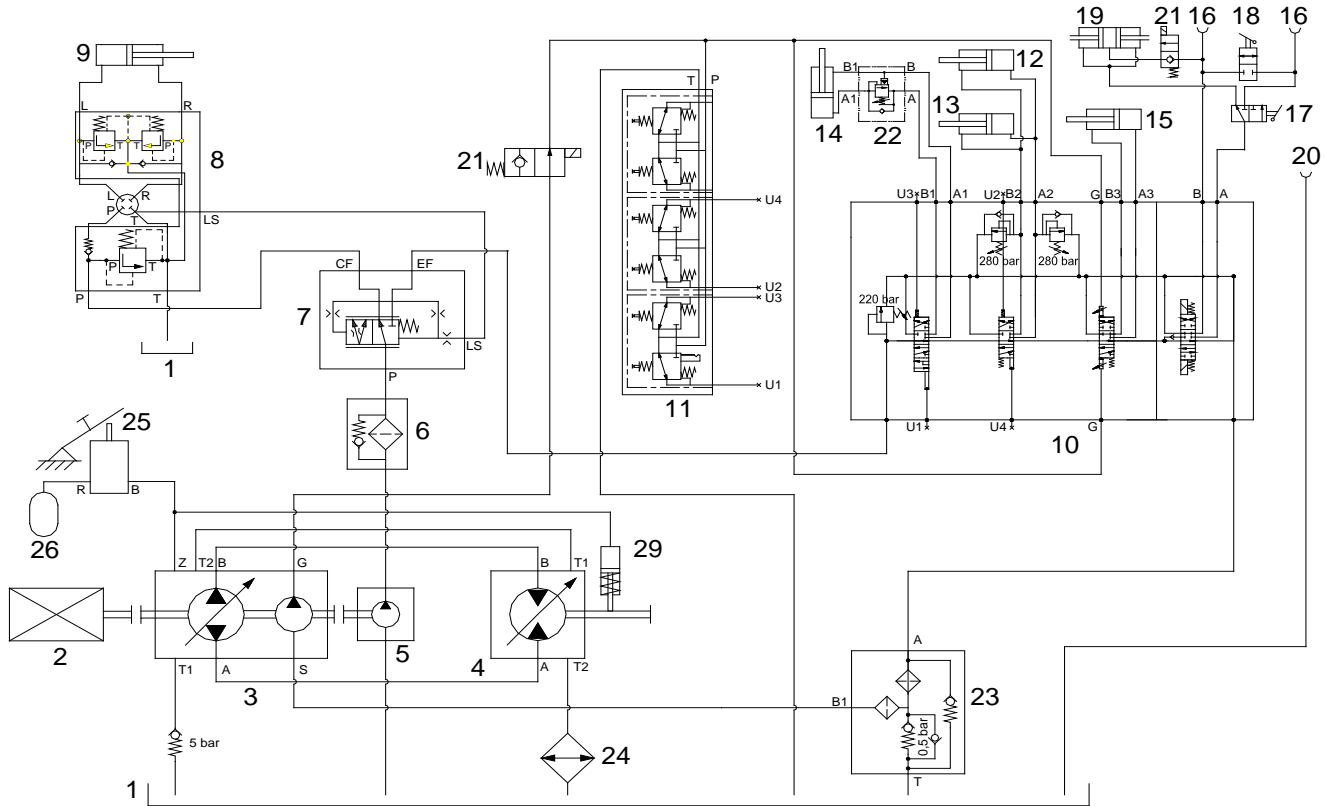 19 21 16 18 16
9
12
T P
B1 B
L R
13
A1 A
14 22
15
17
8
21
20
P T T P
L R
P T
LS
U4
U3 B1 A1 U2 B2 A2 G B3 A3 B A
CF EF
280 bar 280 bar
P T
U2
U3
220 bar
7
LS
1
P
U1
11
U1 U4 G
10
25
6
R B
26
29
Z T2 B G
B T1
A
2
T1 A S
5
4
A T2
3
B1
23
5 bar
24
0,5 bar
1
T